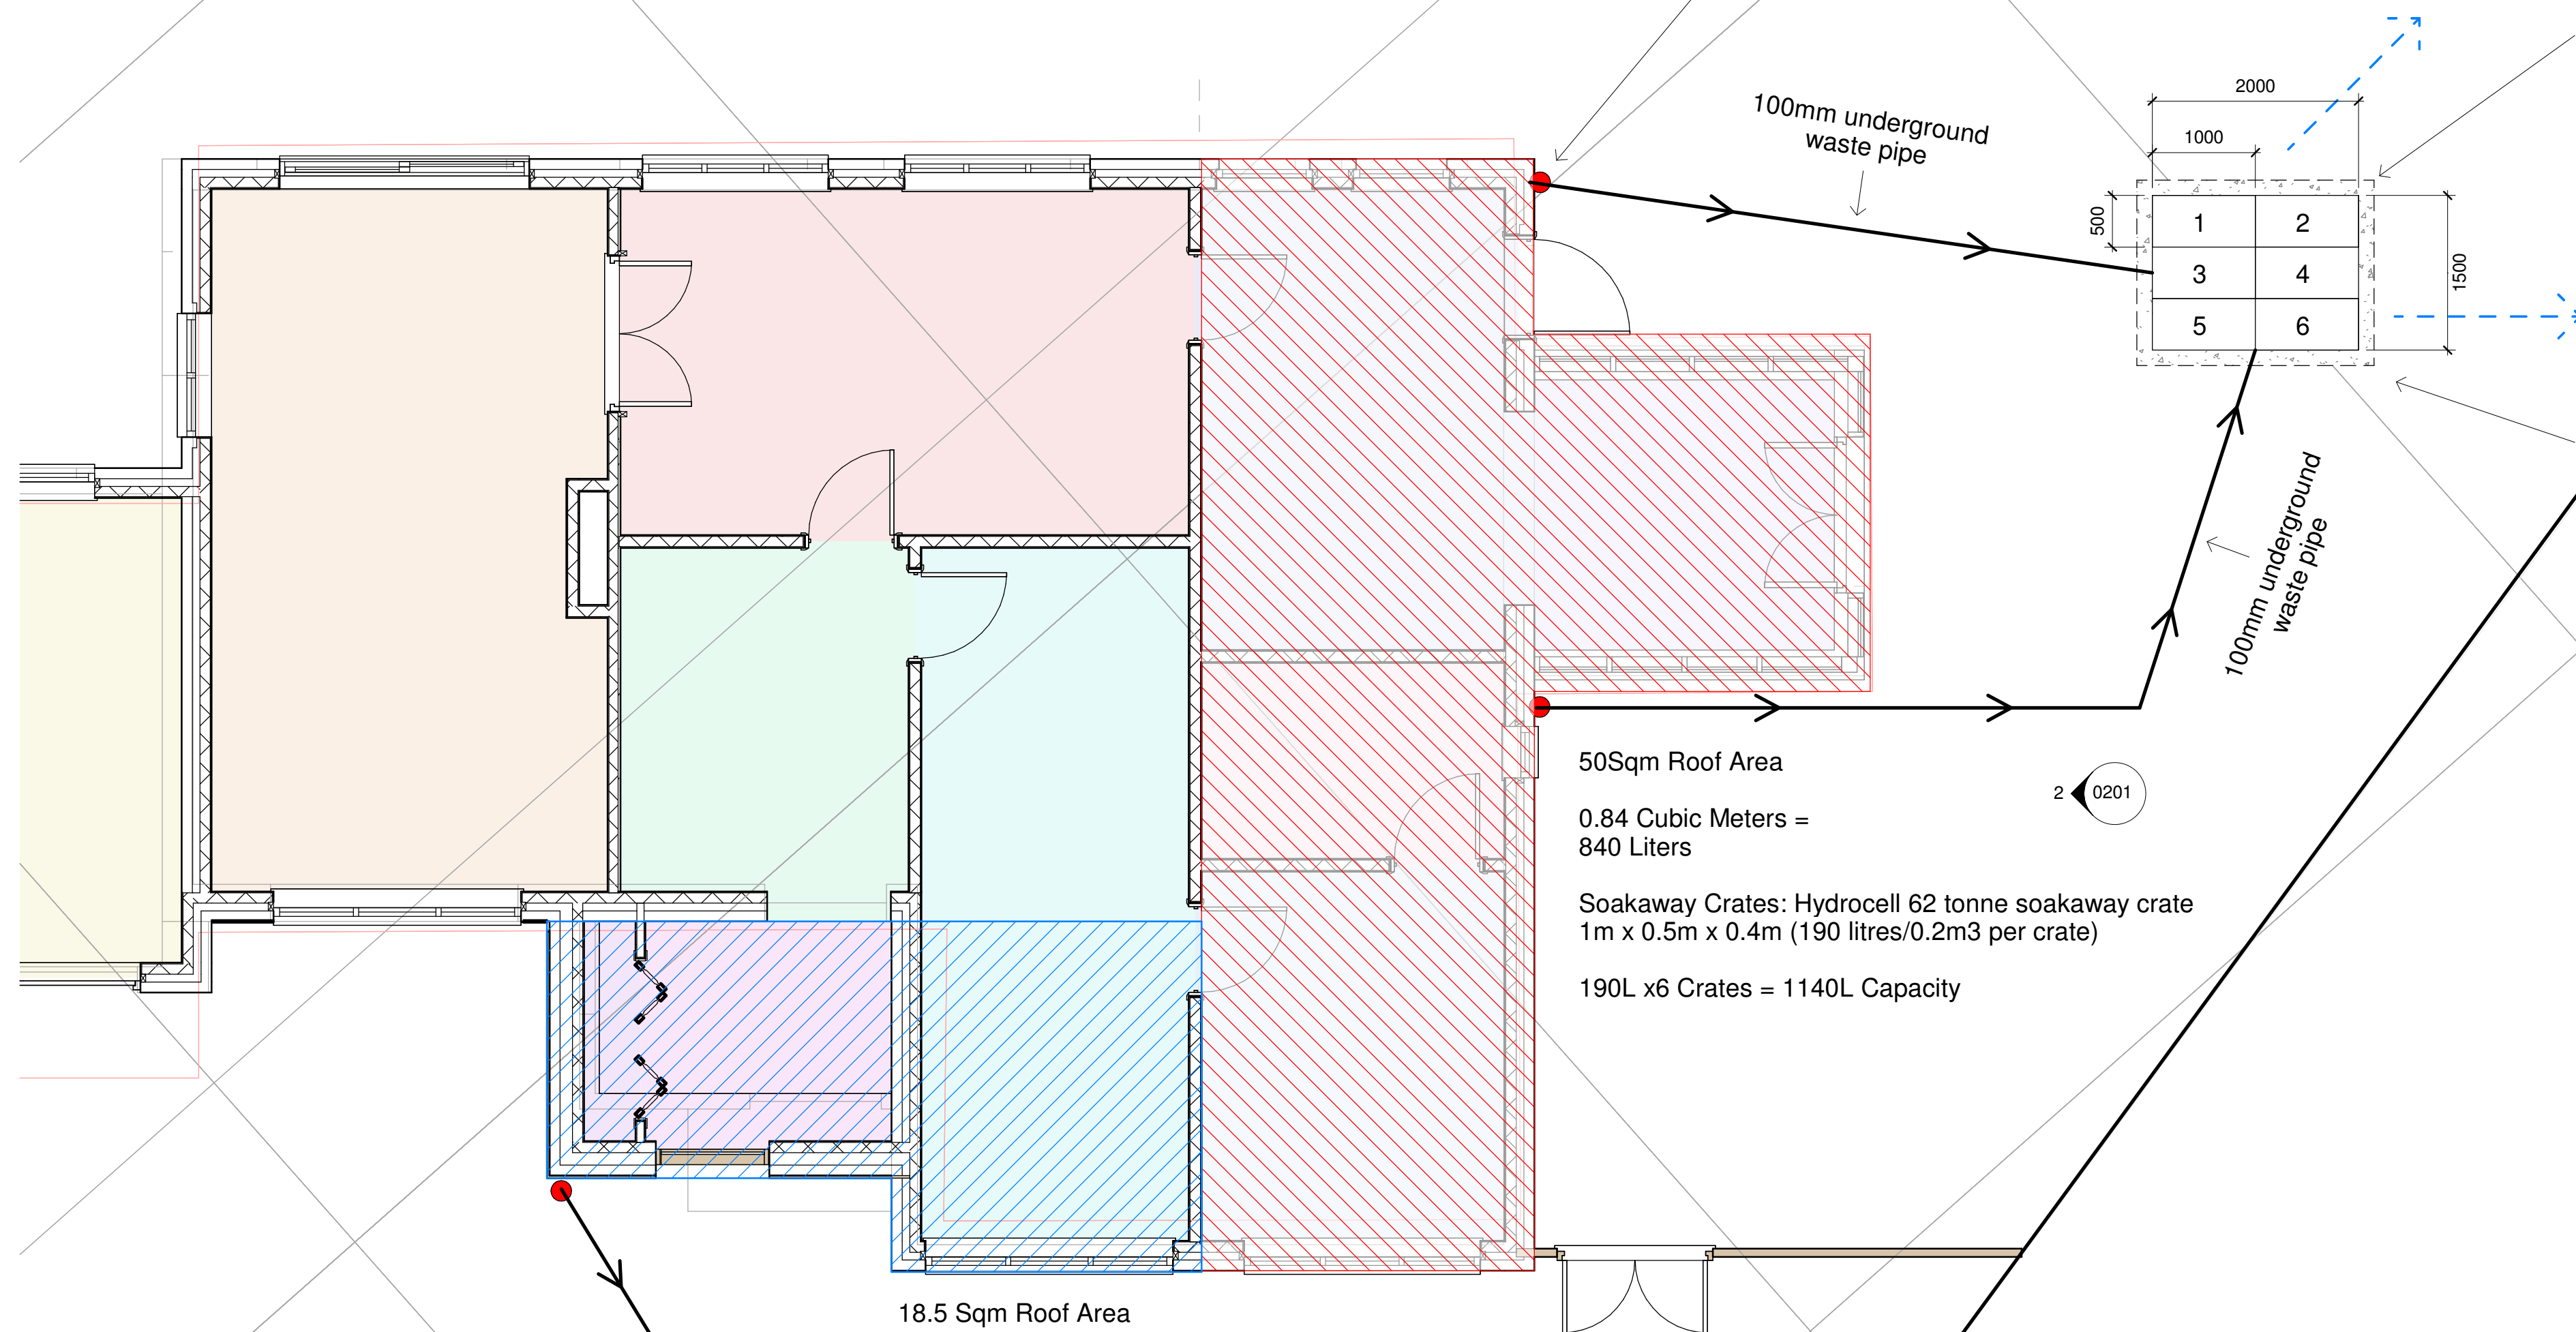 2000
100mm underground
waste pipe
1000
500
1 2
3 4
5 6
1500
100mm underground
waste pipe
50Sqm Roof Area
0.84 Cubic Meters =
840 Liters
2 0201
Soakaway Crates: Hydrocell 62 tonne soakaway crate
1m x 0.5m x 0.4m (190 litres/0.2m3 per crate)
190L x6 Crates = 1140L Capacity
18.5 Sqm Roof Area